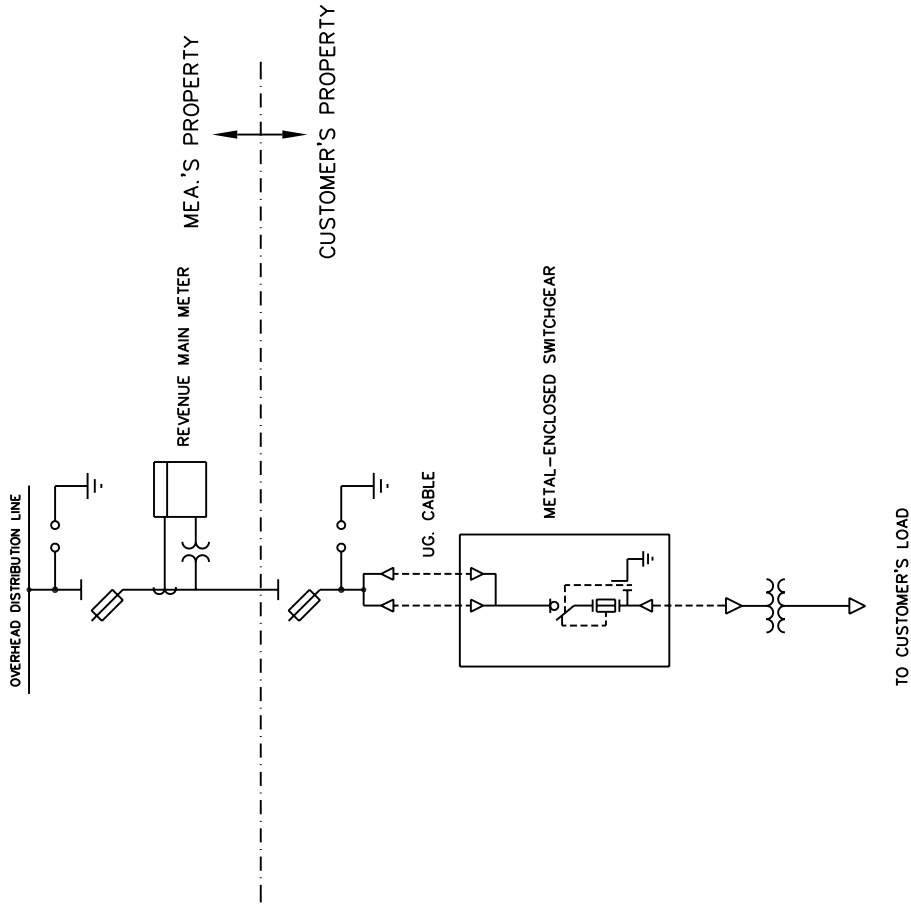 OVERHEAD DISTRIBUTION LINE
REVENUE MAIN METER
MEA.'S PROPERTY
CUSTOMER'S PROPERTY
UG. CABLE
METAL-ENCLOSED SWITCHGEAR
TO CUSTOMER'S LOAD